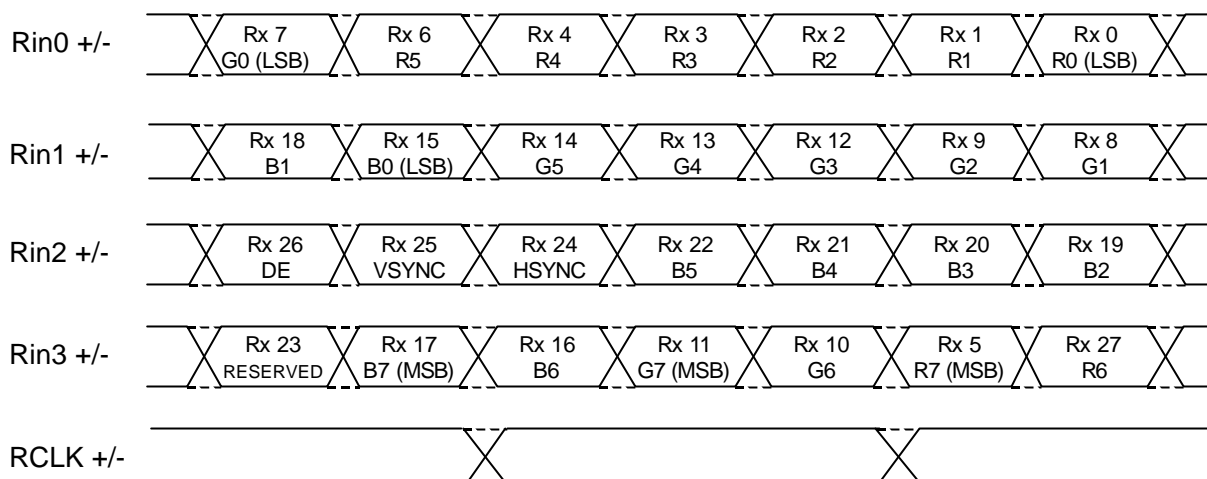 Rin0 +/-
Rx 7 Rx 6 Rx 4 Rx 3 Rx 2 Rx 1 Rx 0
G0 (LSB) R5 R4 R3 R2 R1 R0 (LSB)
Rin1 +/-
Rx 18 Rx 15 Rx 14 Rx 13 Rx 12 Rx 9 Rx 8
B1 B0 (LSB) G5 G4 G3 G2 G1
Rin2 +/-
Rx 26 Rx 25 Rx 24 Rx 22 Rx 21 Rx 20 Rx 19
DE VSYNC HSYNC B5 B4 B3 B2
Rin3 +/-
Rx 23 Rx 17 Rx 16 Rx 11 Rx 10 Rx 5 Rx 27
RESERVED B7 (MSB) B6 G7 (MSB) G6 R7 (MSB) R6
RCLK +/-